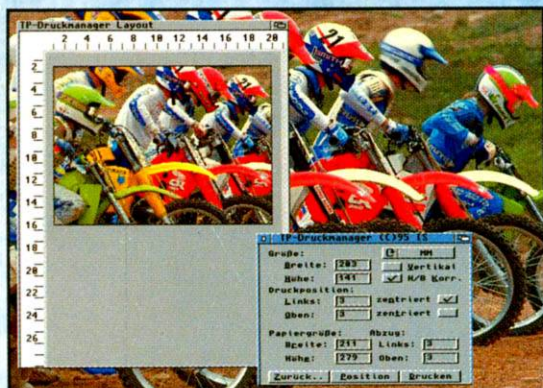 TP-Druckmanager Layout
2 4 6 8 10 12 14 16 18 20
2
4
6
8
10
12
14
16
18
20
22
24
26
21
21
TP-Druckmanager (C)95 IS
Größe:
MM
Breite: 203
Vertikal
Höhe: 141
H/B Korr.
Druckposition:
Links: 3 zentriert
Oben: 3 zentriert
Papiergröße: Abzug:
Breite: 211 Links: 3
Höhe: 279 Oben: 3
Zurück.. Position Drucken